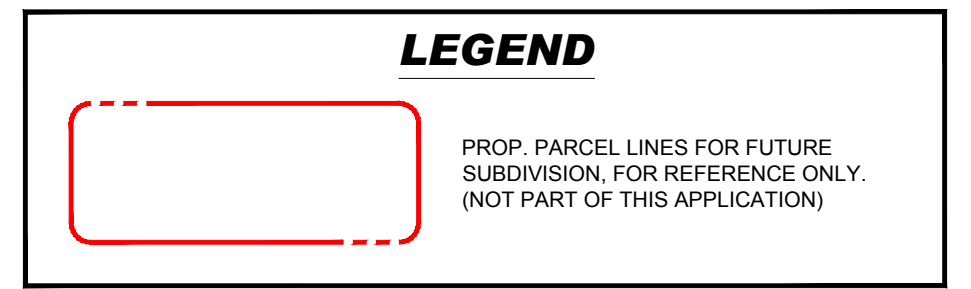 LEGEND
PROP. PARCEL LINES FOR FUTURE
SUBDIVISION, FOR REFERENCE ONLY.
(NOT PART OF THIS APPLICATION)